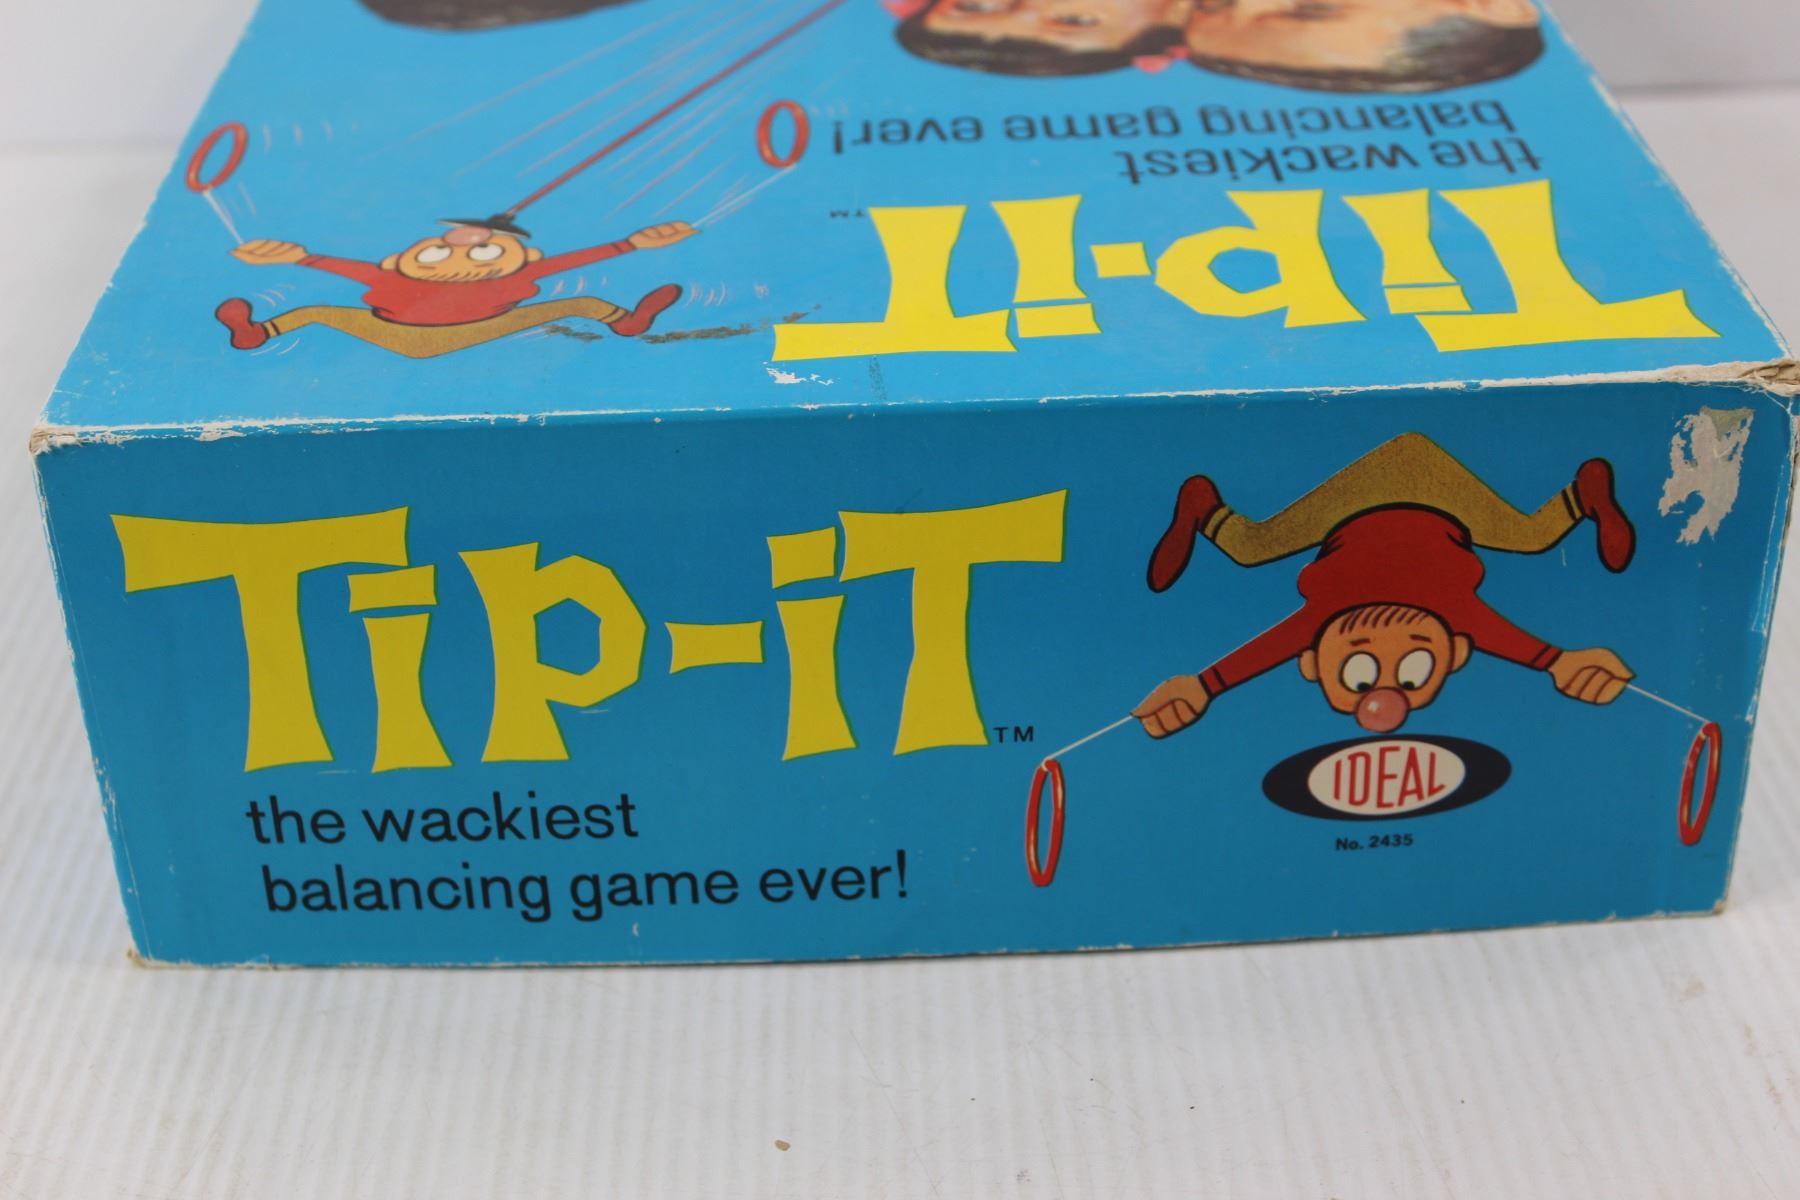 the wackiest
balancing game ever!
Tip-iT
TM
Tip-iT
TM
the wackiest
balancing game ever!
IDEAL
No. 2435